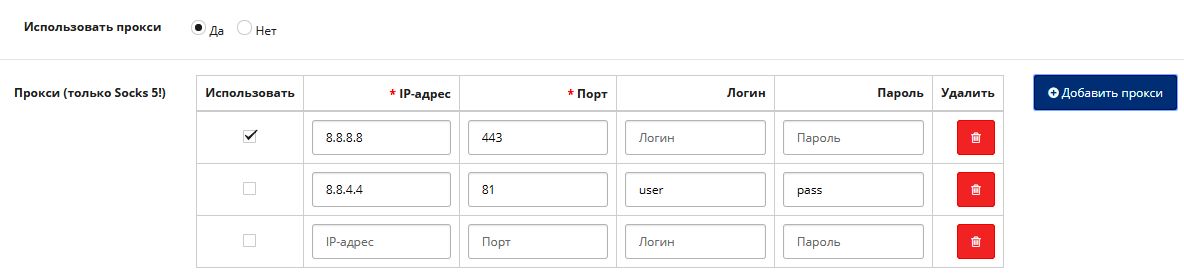 Использовать прокси Да Нет
Прокси (только Socks 5!) Использовать * IP-адрес * Порт Логин Пароль Удалить Добавить прокси
8.8.8.8 443 Логин Пароль
8.8.4.4 81 user pass
IP-адрес Порт Логин Пароль